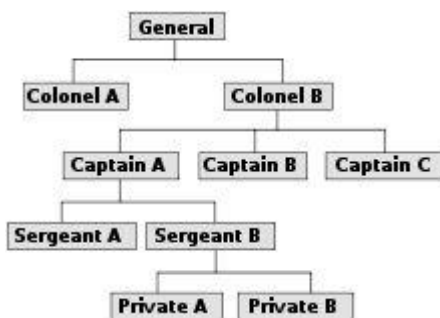 General
Colonel A
Colonel B
Captain A
Captain B
Captain C
Sergeant A
Sergeant B
Private A
Private B